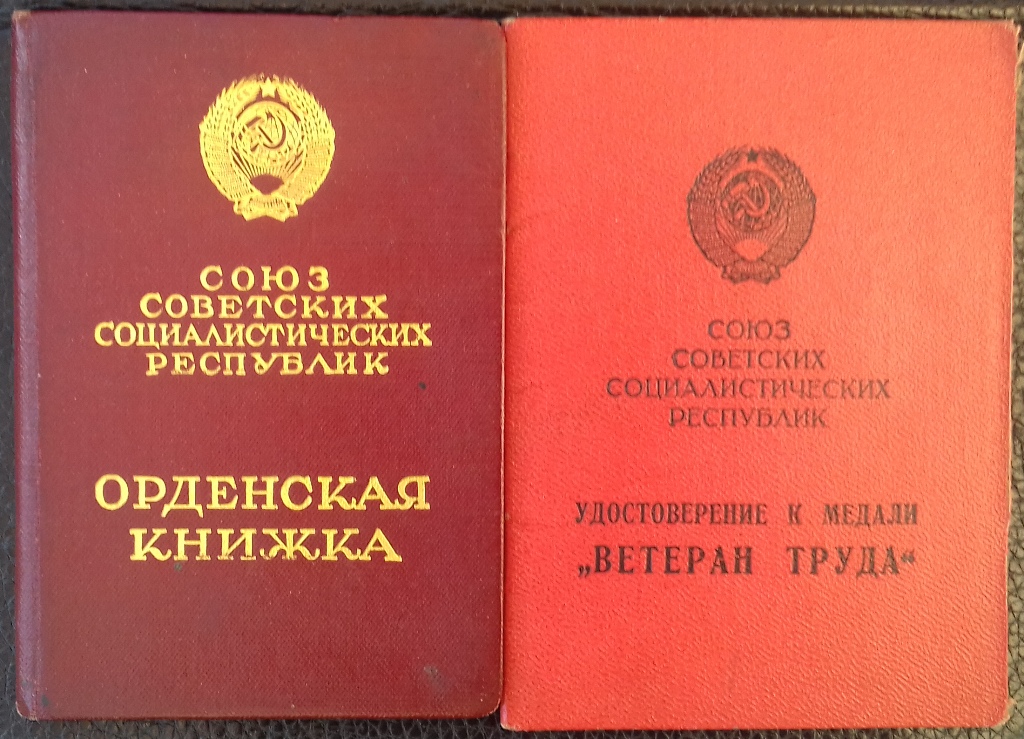 СОЮЗ
СОВЕТСКИХ
СОЦИАЛИСТИЧЕСКИХ
РЕСПУБЛИК
ОРДЕНСКАЯ
КНИЖКА
СОЮЗ
СОВЕТСКИХ
СОЦИАЛИСТИЧЕСКИХ
РЕСПУБЛИК
УДОСТОВЕРЕНИЕ К МЕДАЛИ
„ВЕТЕРАН ТРУДА“